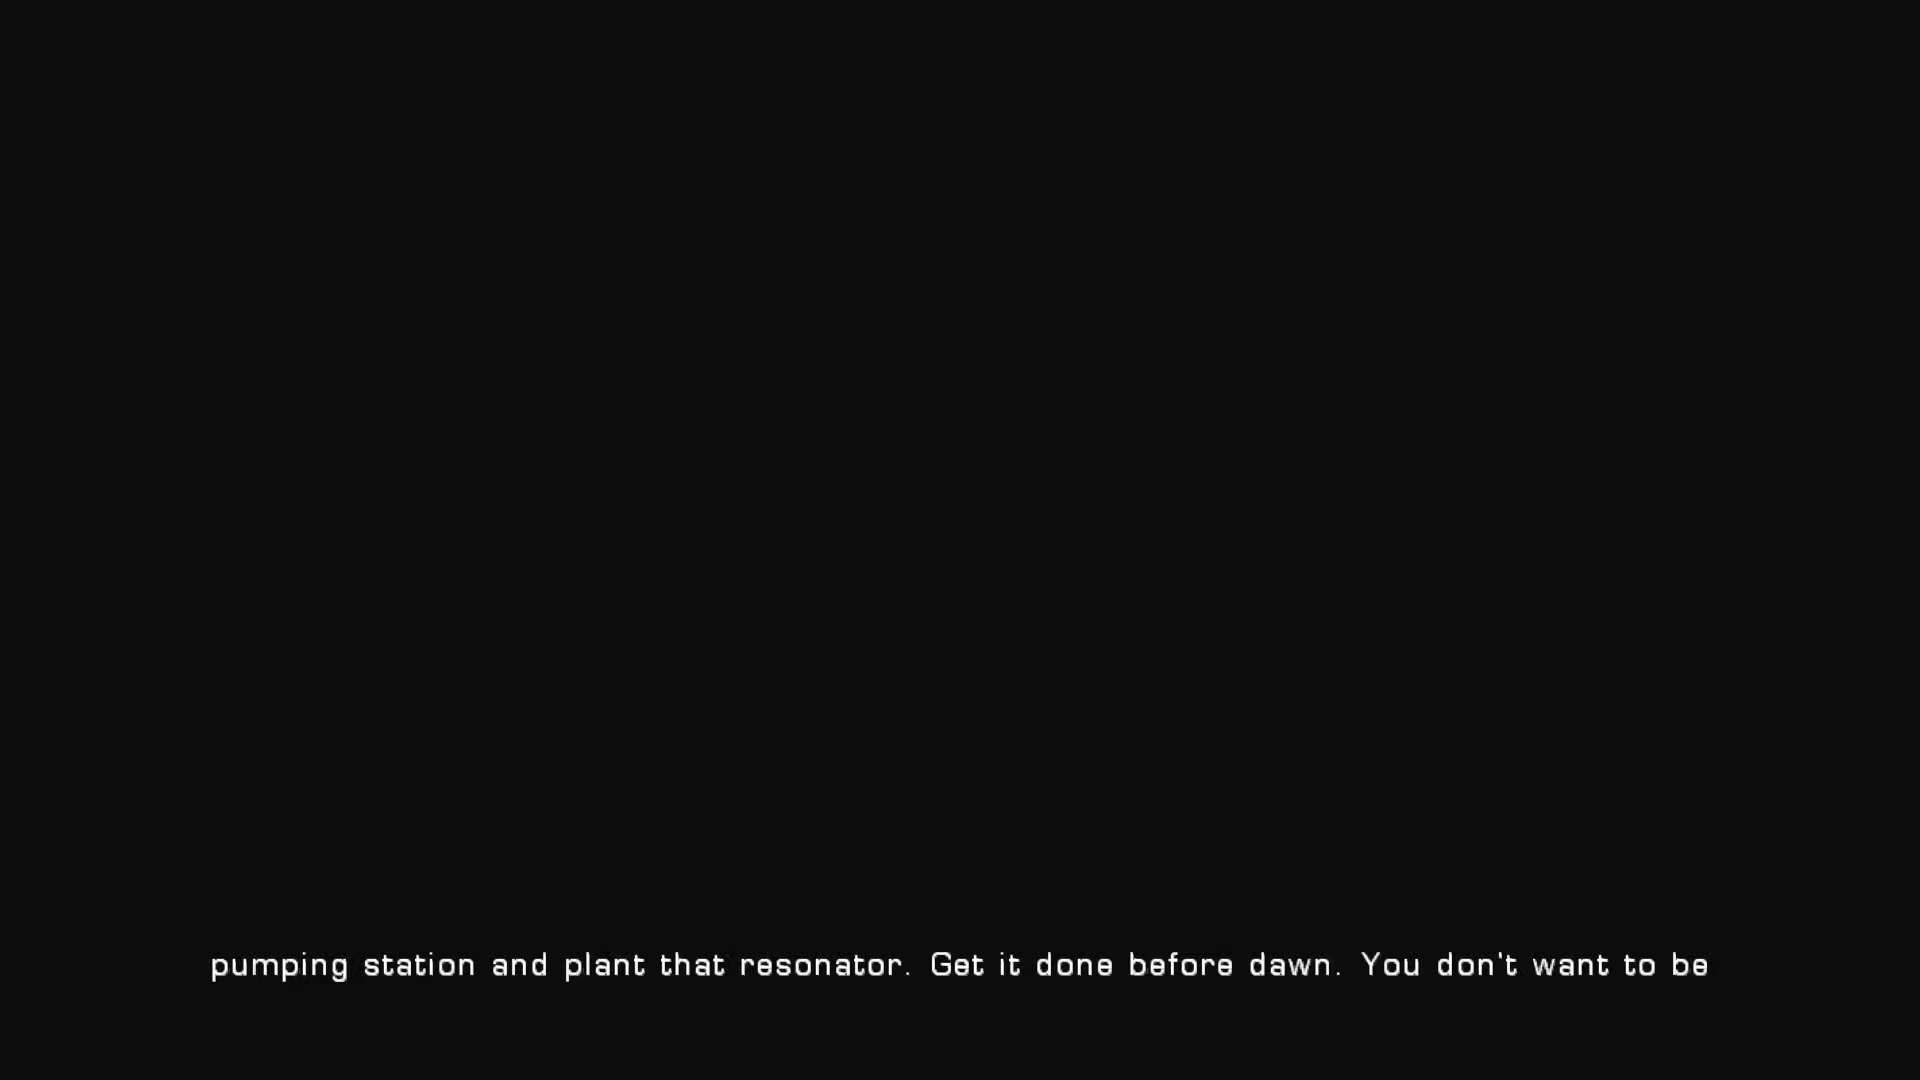 pumping station and plant that resonator. Get it done before dawn. You don't want to be